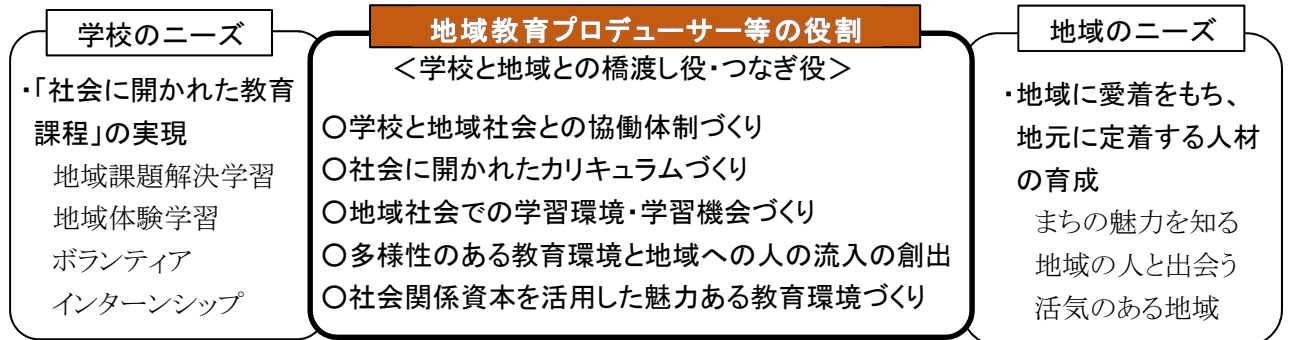 学校のニーズ
・「社会に開かれた教育
課程」の実現
地域課題解決学習
地域体験学習
ボランティア
インターンシップ
地域教育プロデューサー等の役割
＜学校と地域との橋渡し役・つなぎ役＞
〇学校と地域社会との協働体制づくり
〇社会に開かれたカリキュラムづくり
〇地域社会での学習環境・学習機会づくり
〇多様性のある教育環境と地域への人の流入の創出
〇社会関係資本を活用した魅力ある教育環境づくり
地域のニーズ
・地域に愛着をもち、
地元に定着する人材
の育成
まちの魅力を知る
地域の人と出会う
活気のある地域